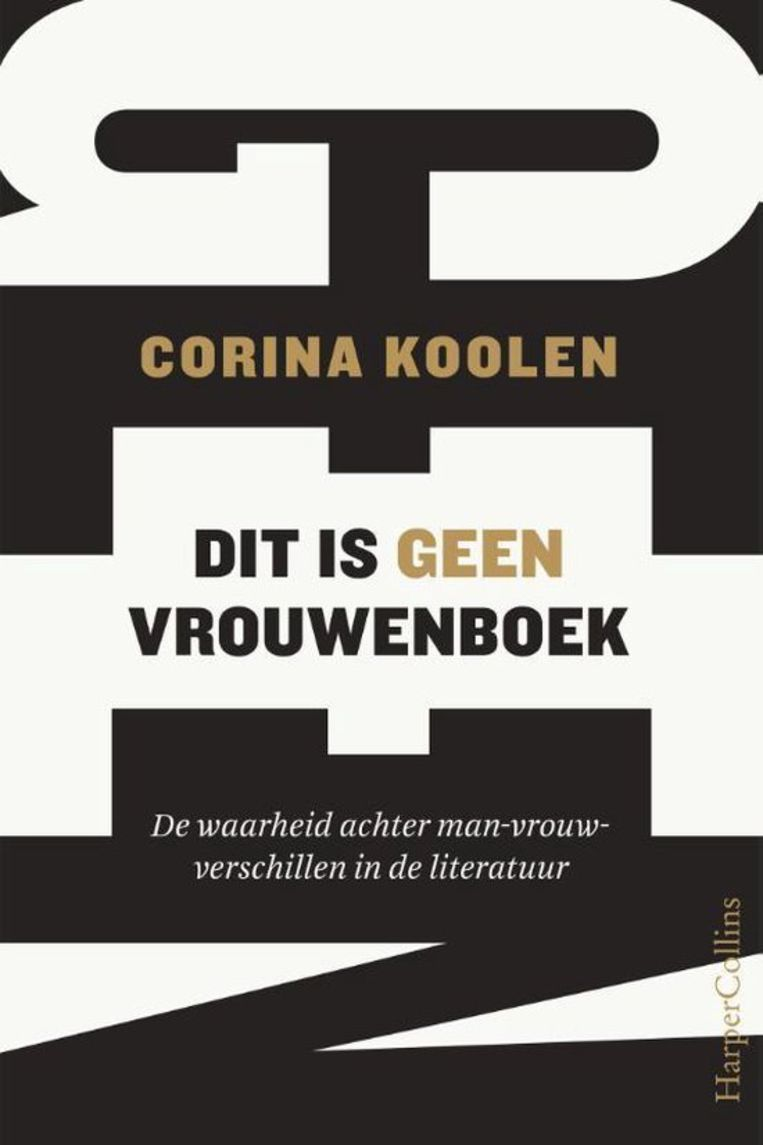 CORINA KOOLEN
DIT IS GEEN
VROUWENBOEK
De waarheid achter man-vrouw-
verschillen in de literatuur
HarperCollins